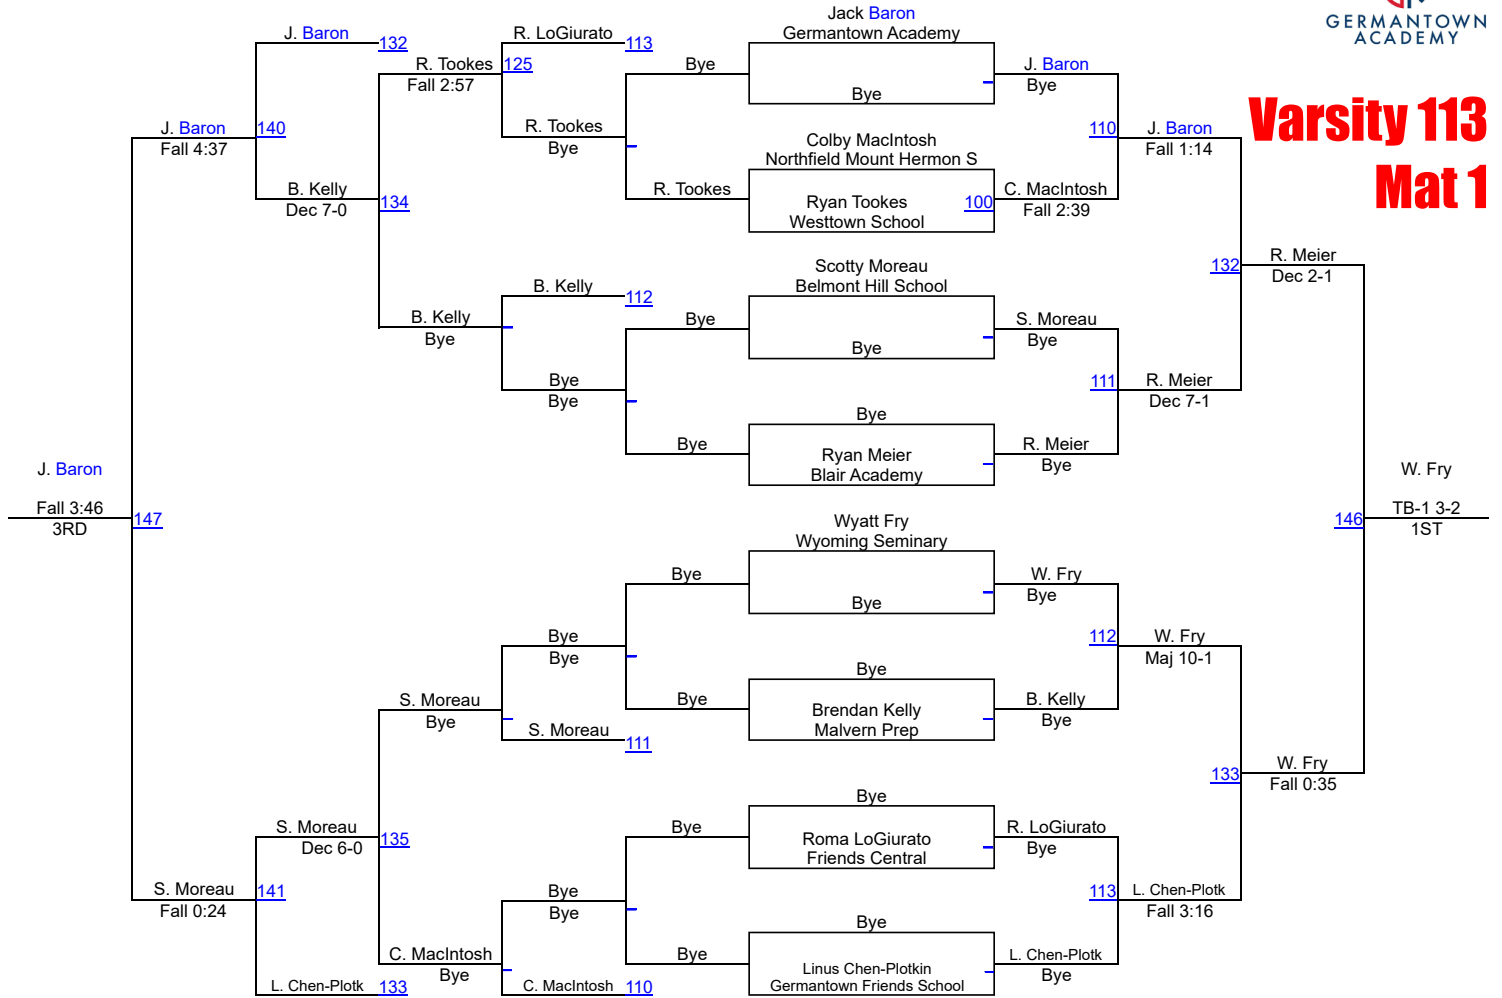 GERMANTOWN
ACADEMY
Varsity 113
Mat 1
J. Baron
132
R. LoGiurato
113
Jack Baron
Germantown Academy
R. Tookes
125
Fall 2:57
Bye
Bye
J. Baron
Bye
J. Baron
140
Fall 4:37
R. Tookes
Bye
Colby MacIntosh
Northfield Mount Hermon S
110
J. Baron
Fall 1:14
B. Kelly
Dec 7-0
134
R. Tookes
Ryan Tookes
Westtown School
100
C. MacIntosh
Fall 2:39
Scotty Moreau
Belmont Hill School
132
R. Meier
Dec 2-1
B. Kelly
112
B. Kelly
Bye
Bye
Bye
S. Moreau
Bye
Bye
Bye
Bye
111
R. Meier
Dec 7-1
Bye
Ryan Meier
Blair Academy
R. Meier
Bye
J. Baron
Fall 3:46
3RD
147
W. Fry
TB-1 3-2
1ST
146
Wyatt Fry
Wyoming Seminary
Bye
Bye
W. Fry
Bye
Bye
Bye
112
W. Fry
Maj 10-1
S. Moreau
Bye
Bye
Bye
Brendan Kelly
Malvern Prep
B. Kelly
Bye
S. Moreau
111
133
W. Fry
Fall 0:35
Bye
S. Moreau
Dec 6-0
135
Bye
Roma LoGiurato
Friends Central
R. LoGiurato
Bye
S. Moreau
Fall 0:24
141
Bye
Bye
113
L. Chen-Plotk
Fall 3:16
Bye
C. MacIntosh
Bye
Bye
Linus Chen-Plotkin
Germantown Friends School
L. Chen-Plotk
Bye
L. Chen-Plotk
133
C. MacIntosh
110